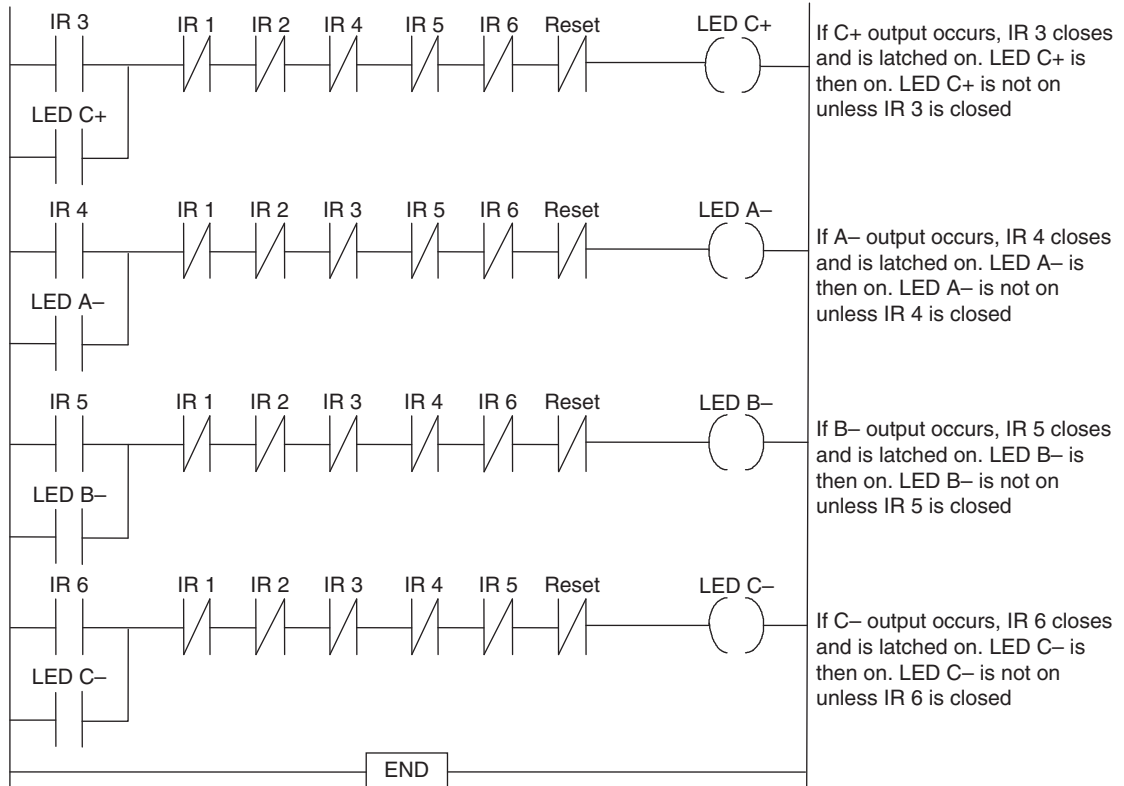 IR 3 IR 1 IR 2 IR 4 IR 5 IR 6 Reset LED C+
If C+ output occurs, IR 3 closes
and is latched on. LED C+ is
then on. LED C+ is not on
unless IR 3 is closed
LED C+
IR 4 IR 1 IR 2 IR 3 IR 5 IR 6 Reset LED A–
If A– output occurs, IR 4 closes
and is latched on. LED A– is
then on. LED A– is not on
unless IR 4 is closed
LED A–
IR 5 IR 1 IR 2 IR 3 IR 4 IR 6 Reset LED B–
If B– output occurs, IR 5 closes
and is latched on. LED B– is
then on. LED B– is not on
unless IR 5 is closed
LED B–
IR 6 IR 1 IR 2 IR 3 IR 4 IR 5 Reset LED C–
If C– output occurs, IR 6 closes
and is latched on. LED C– is
then on. LED C– is not on
unless IR 6 is closed
LED C–
END